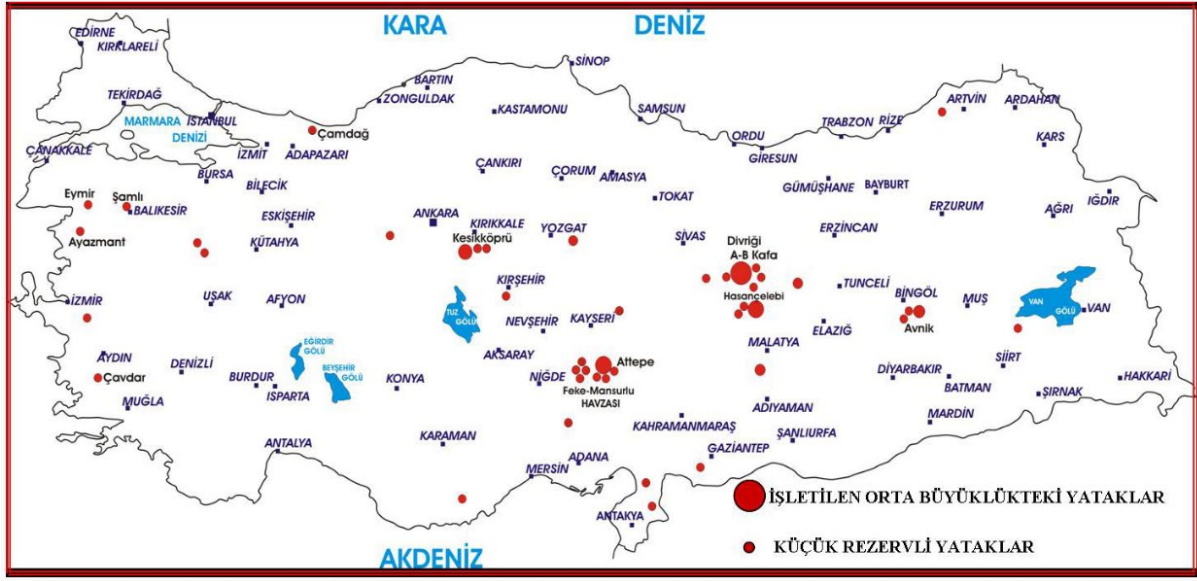 KARA DENİZ
EDİRNE
KIRKLARELİ
SİNOP
BARTIN
ZONGULDAK
TEKİRDAĞ
KASTAMONU
SAMSUN
ARTVİN
ARDAHAN
İSTANBUL
MARMARA
DENİZİ
Çamdağ
ORDU
TRABZON
RİZE
KARS
ÇANAKKALE
İZMİT
ADAPAZARI
GİRESUN
BURSA
BİLECİK
ÇANKIRI
ÇORUM
AMASYA
GÜMÜŞHANE
BAYBURT
Eymir
Şamlı
BALIKESİR
TOKAT
IĞDIR
ESKİŞEHİR
ANKARA
KIRIKKALE
YOZGAT
ERZURUM
AĞRI
Ayazmant
KÜTAHYA
Kesikköprü
SİVAS
Divriği
A-B Kafa
ERZİNCAN
KIRŞEHİR
TUNCELİ
BİNGÖL
Hasançelebi
İZMİR
UŞAK
AFYON
TUZ
GÖLÜ
NEVŞEHİR
KAYSERİ
ELAZIĞ
MUŞ
VAN
GÖLÜ
VAN
Avnik
EĞİRDİR
GÖLÜ
BEYŞEHİR
GÖLÜ
AKSARAY
MALATYA
AYDIN
DENİZLİ
Attepe
SİİRT
Çavdar
BURDUR
ISPARTA
KONYA
NİĞDE
Feke-Mansurlu
HAVZASI
DİYARBAKIR
BATMAN
HAKKARİ
ŞIRNAK
MUĞLA
ADIYAMAN
MARDİN
KAHRAMANMARAŞ
ANTALYA
KARAMAN
GAZİANTEP
ŞANLIURFA
ADANA
MERSİN
ANTAKYA
AKDENİZ
İŞLETİLEN ORTA BÜYÜKLÜKTEKİ YATAKLAR
KÜÇÜK REZERVLİ YATAKLAR